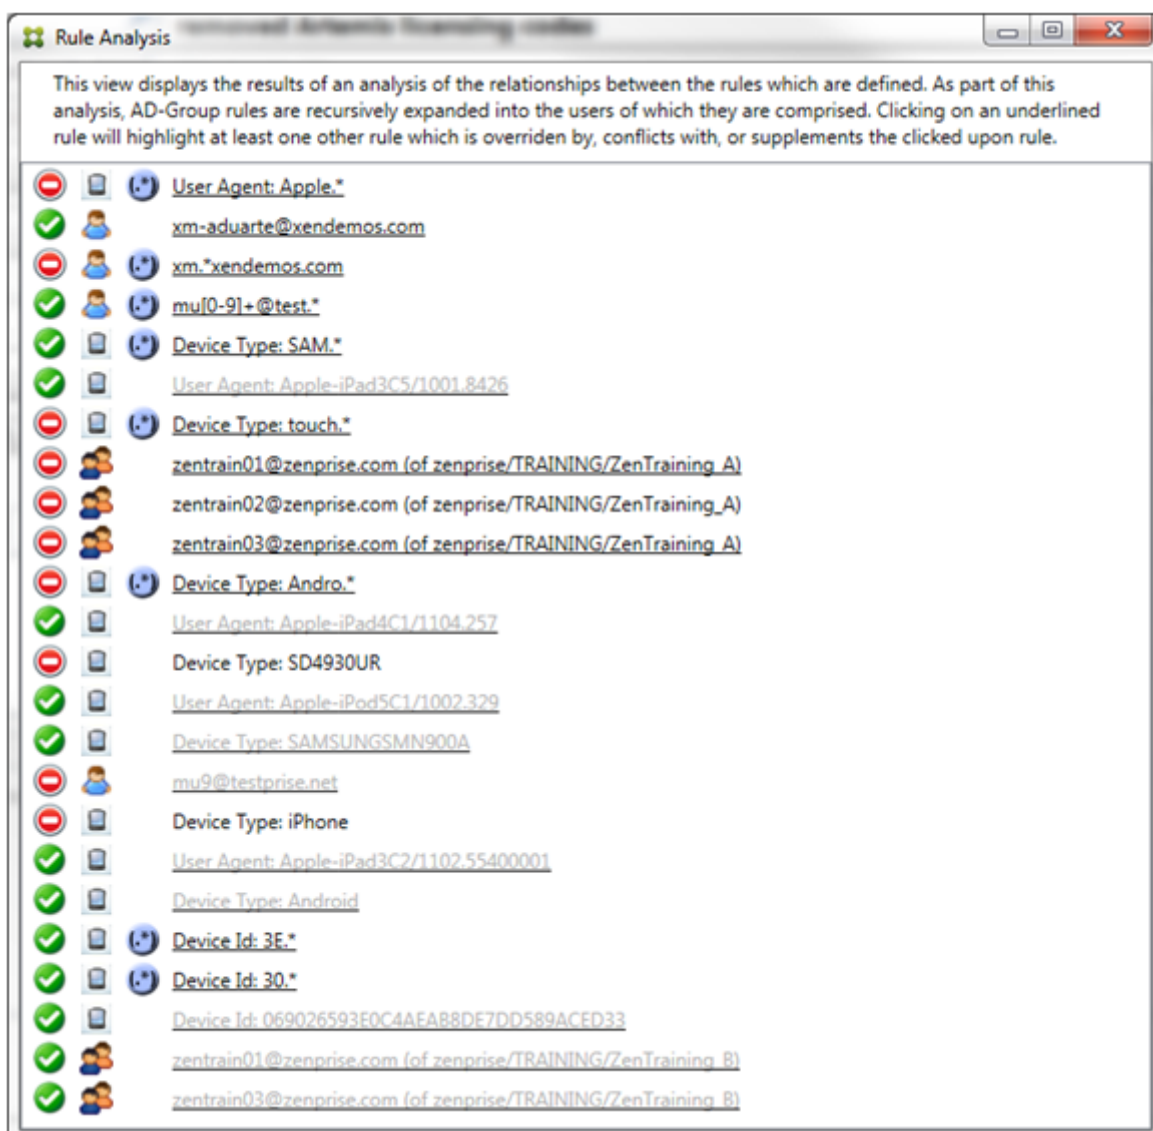 removed Artemis licensing codes
Rule Analysis
This view displays the results of an analysis of the relationships between the rules which are defined. As part of this
analysis, AD-Group rules are recursively expanded into the users of which they are comprised. Clicking on an underlined
rule will highlight at least one other rule which is overriden by, conflicts with, or supplements the clicked upon rule.
(.*) User Agent: Apple.*
xm-aduarte@xendemos.com
(.*) xm.*xendemos.com
(.*) mu[0-9]+@test.*
(.*) Device Type: SAM.*
User Agent: Apple-iPad3C5/1001.8426
(.*) Device Type: touch.*
zentrain01@zenprise.com (of zenprise/TRAINING/ZenTraining_A)
zentrain02@zenprise.com (of zenprise/TRAINING/ZenTraining_A)
zentrain03@zenprise.com (of zenprise/TRAINING/ZenTraining_A)
(.*) Device Type: Andro.*
User Agent: Apple-iPad4C1/1104.257
Device Type: SD4930UR
User Agent: Apple-iPod5C1/1002.329
Device Type: SAMSUNGSMN900A
mu9@testprise.net
Device Type: iPhone
User Agent: Apple-iPad3C2/1102.55400001
Device Type: Android
(.*) Device Id: 3E.*
(.*) Device Id: 30.*
Device Id: 069026593E0C4AEAB8DE7DD589ACED33
zentrain01@zenprise.com (of zenprise/TRAINING/ZenTraining_B)
zentrain03@zenprise.com (of zenprise/TRAINING/ZenTraining_B)